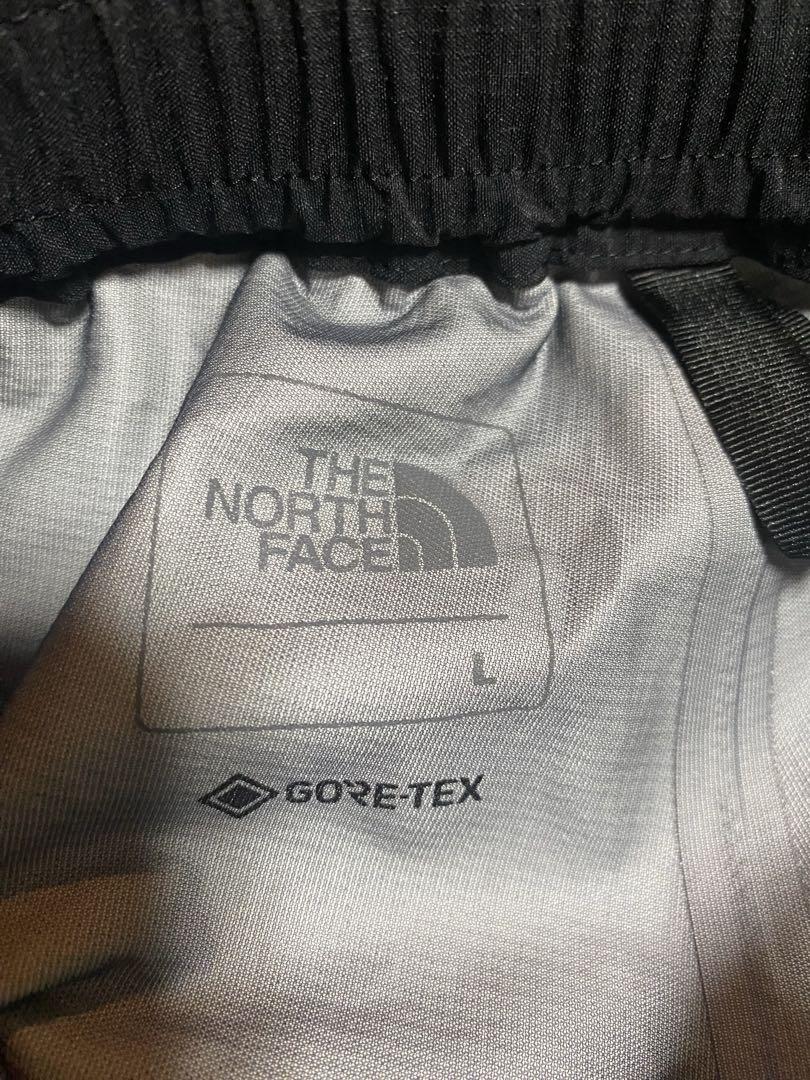 THE
NORTH
FACE
L
GORE-TEX